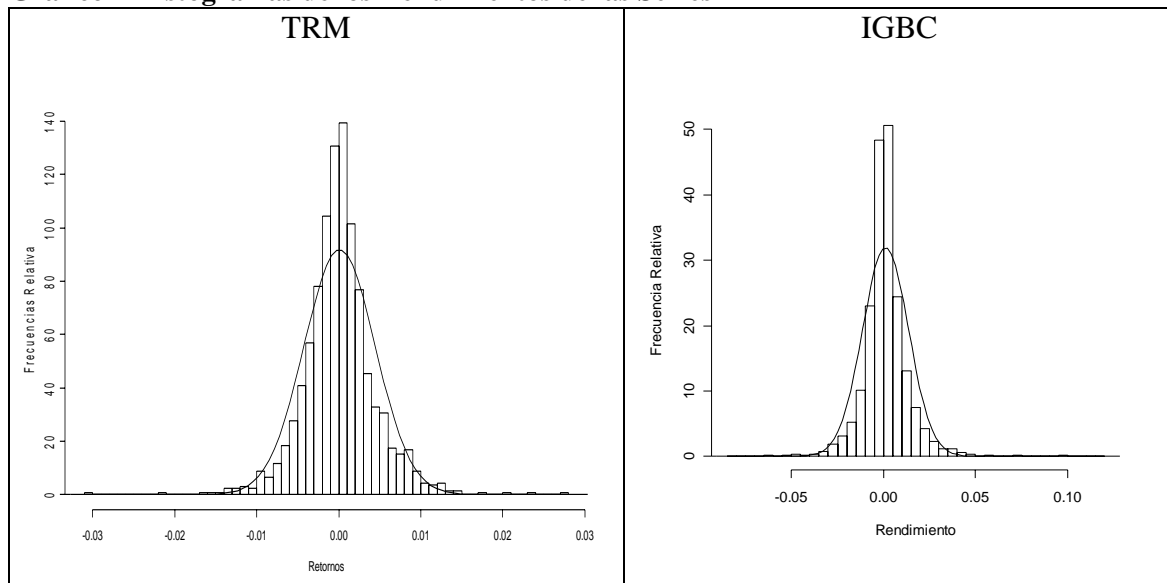 TRM
IGBC
Frecuencias Relativa
0 20 40 60 80 100 120 140
-0.03 -0.02 -0.01 0.00 0.01 0.02 0.03
Retornos
Frecuencia Relativa
0 10 20 30 40 50
-0.05 0.00 0.05 0.10
Rendimiento